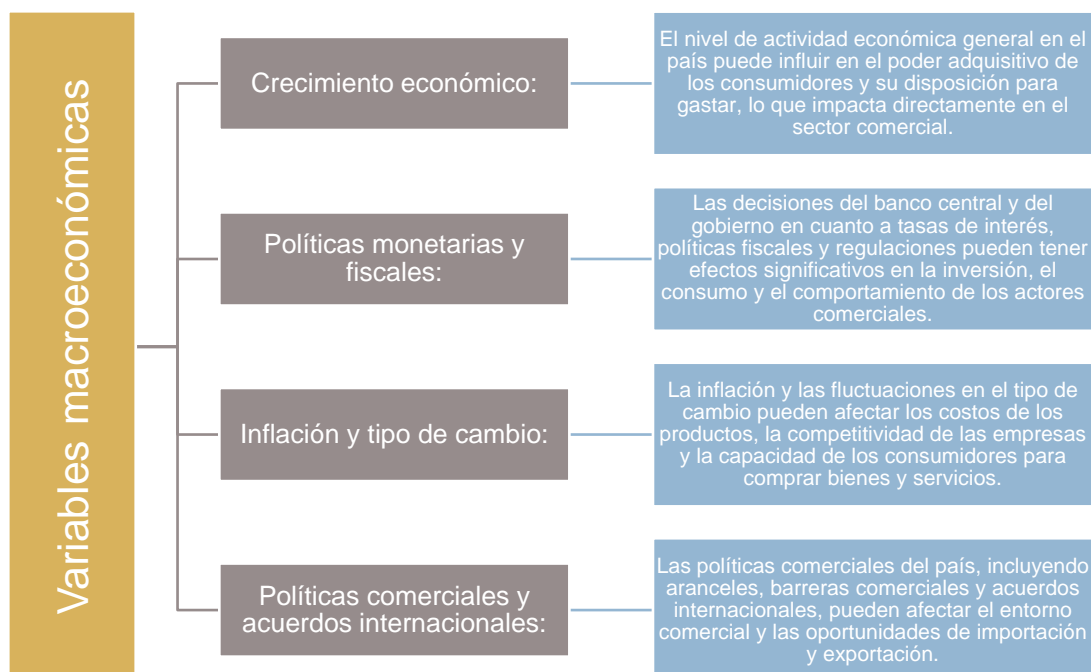 Variables macroeconómicas
Crecimiento económico:
El nivel de actividad económica general en el
país puede influir en el poder adquisitivo de
los consumidores y su disposición para
gastar, lo que impacta directamente en el
sector comercial.
Políticas monetarias y
fiscales:
Las decisiones del banco central y del
gobierno en cuanto a tasas de interés,
políticas fiscales y regulaciones pueden tener
efectos significativos en la inversión, el
consumo y el comportamiento de los actores
comerciales.
Inflación y tipo de cambio:
La inflación y las fluctuaciones en el tipo de
cambio pueden afectar los costos de los
productos, la competitividad de las empresas
y la capacidad de los consumidores para
comprar bienes y servicios.
Políticas comerciales y
acuerdos internacionales:
Las políticas comerciales del país, incluyendo
aranceles, barreras comerciales y acuerdos
internacionales, pueden afectar el entorno
comercial y las oportunidades de importación
y exportación.